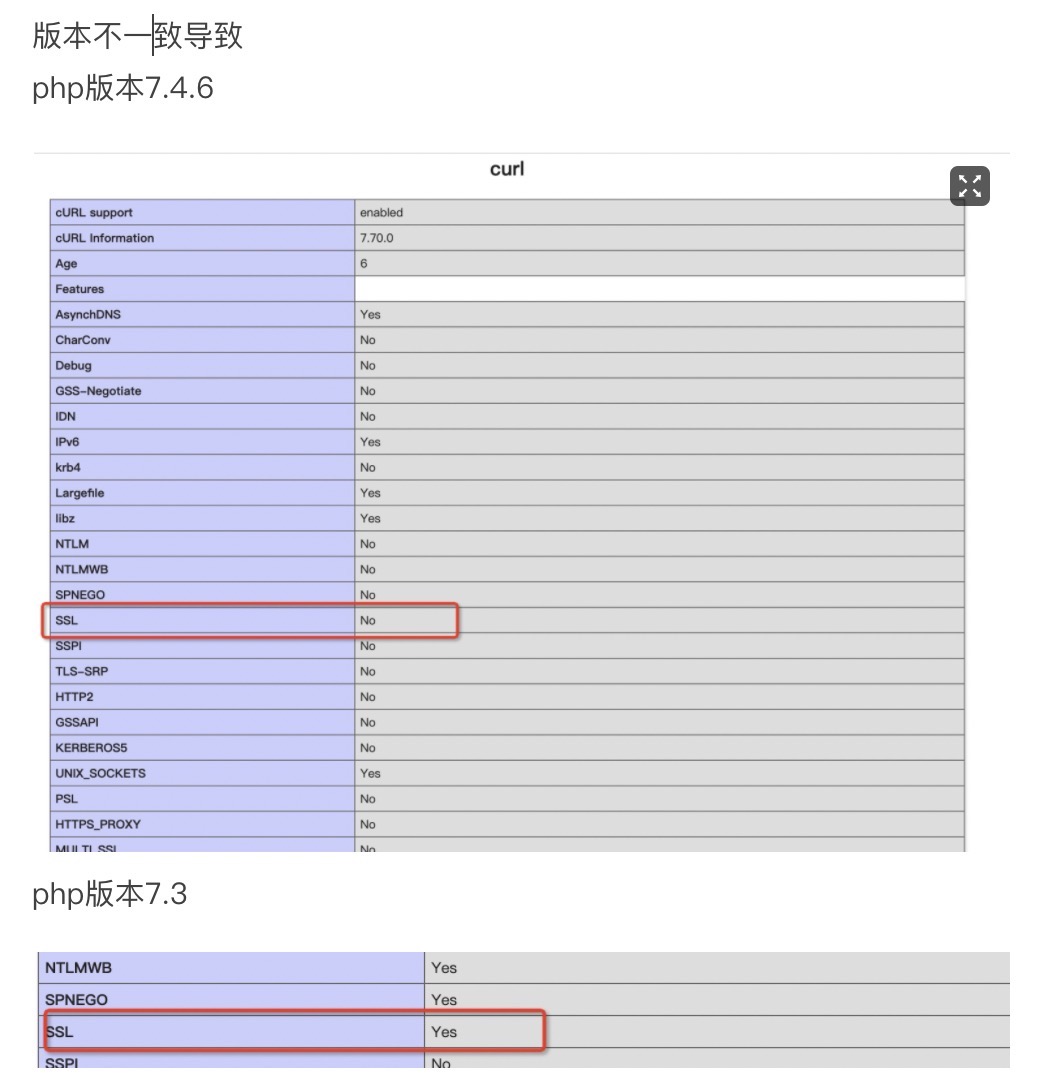 版本不一致导致
php版本7.4.6
curl
cURL support enabled
cURL Information 7.70.0
Age 6
Features
AsynchDNS Yes
CharConv No
Debug No
GSS-Negotiate No
IDN No
IPv6 Yes
krb4 No
Largefile Yes
libz Yes
NTLM No
NTLMWB No
SPNEGO No
SSL No
SSPI No
TLS-SRP No
HTTP2 No
GSSAPI No
KERBEROS5 No
UNIX_SOCKETS Yes
PSL No
HTTPS_PROXY No
MULTI_SSL No
php版本7.3
NTLMWB Yes
SPNEGO Yes
SSL Yes
SSPI No